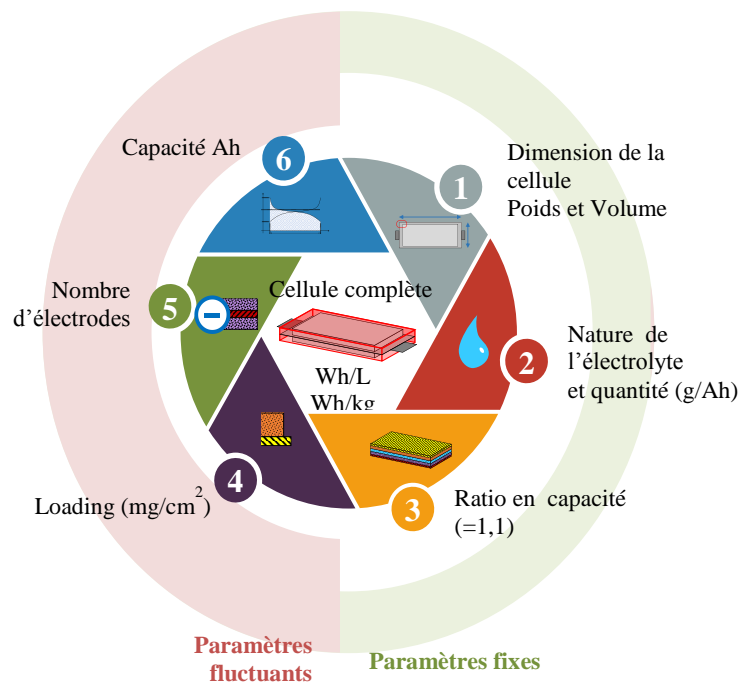 6
Capacité Ah
1
Dimension de la
cellule
Poids et Volume
5
Nombre
d’électrodes
Cellule complète
Wh/L
Wh/kg
2
Nature de
l’électrolyte
et quantité (g/Ah)
4
Loading (mg/cm²)
3
Ratio en capacité
(=1,1)
Paramètres
fluctuants
Paramètres fixes